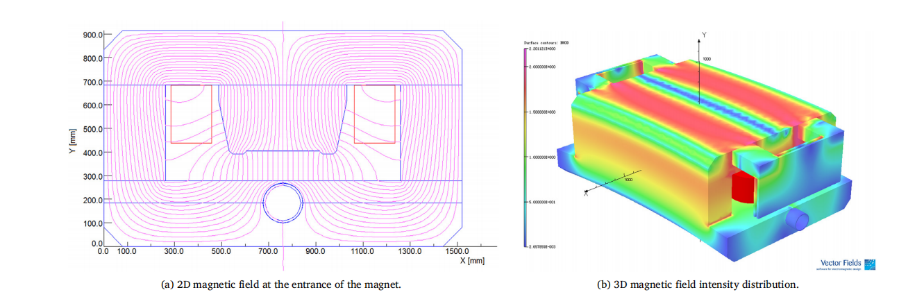 900.0
800.0
700.0
600.0
500.0
400.0
300.0
200.0
100.0
0.0
Y [mm]
0.0 100.0 300.0 500.0 700.0 900.0 1100.0 1300.0 1500.0
X [mm]
(a) 2D magnetic field at the entrance of the magnet.
Surface contours: BMOD
Y
1000
1000
X
Vector Fields
(b) 3D magnetic field intensity distribution.